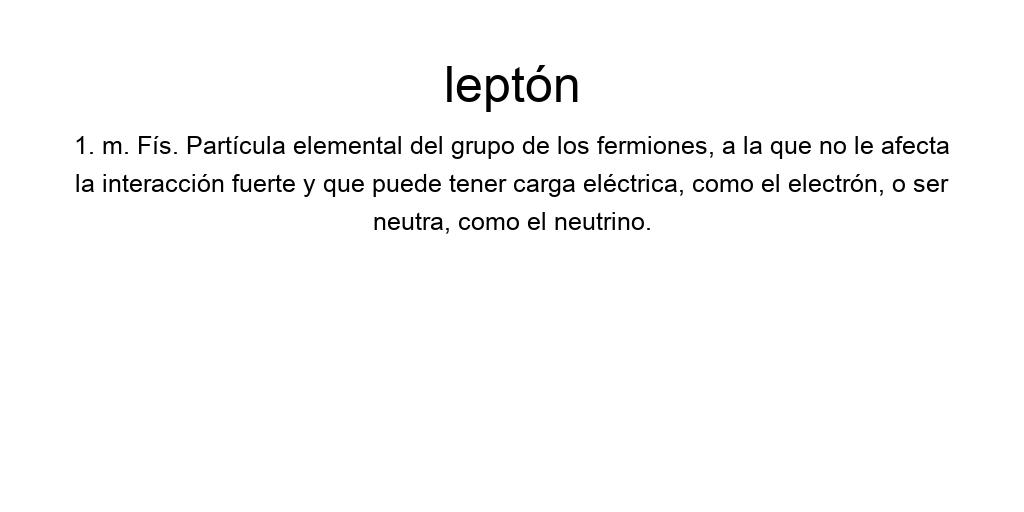 leptón
1. m. Fís. Partícula elemental del grupo de los fermiones, a la que no le afecta
la interacción fuerte y que puede tener carga eléctrica, como el electrón, o ser
neutra, como el neutrino.